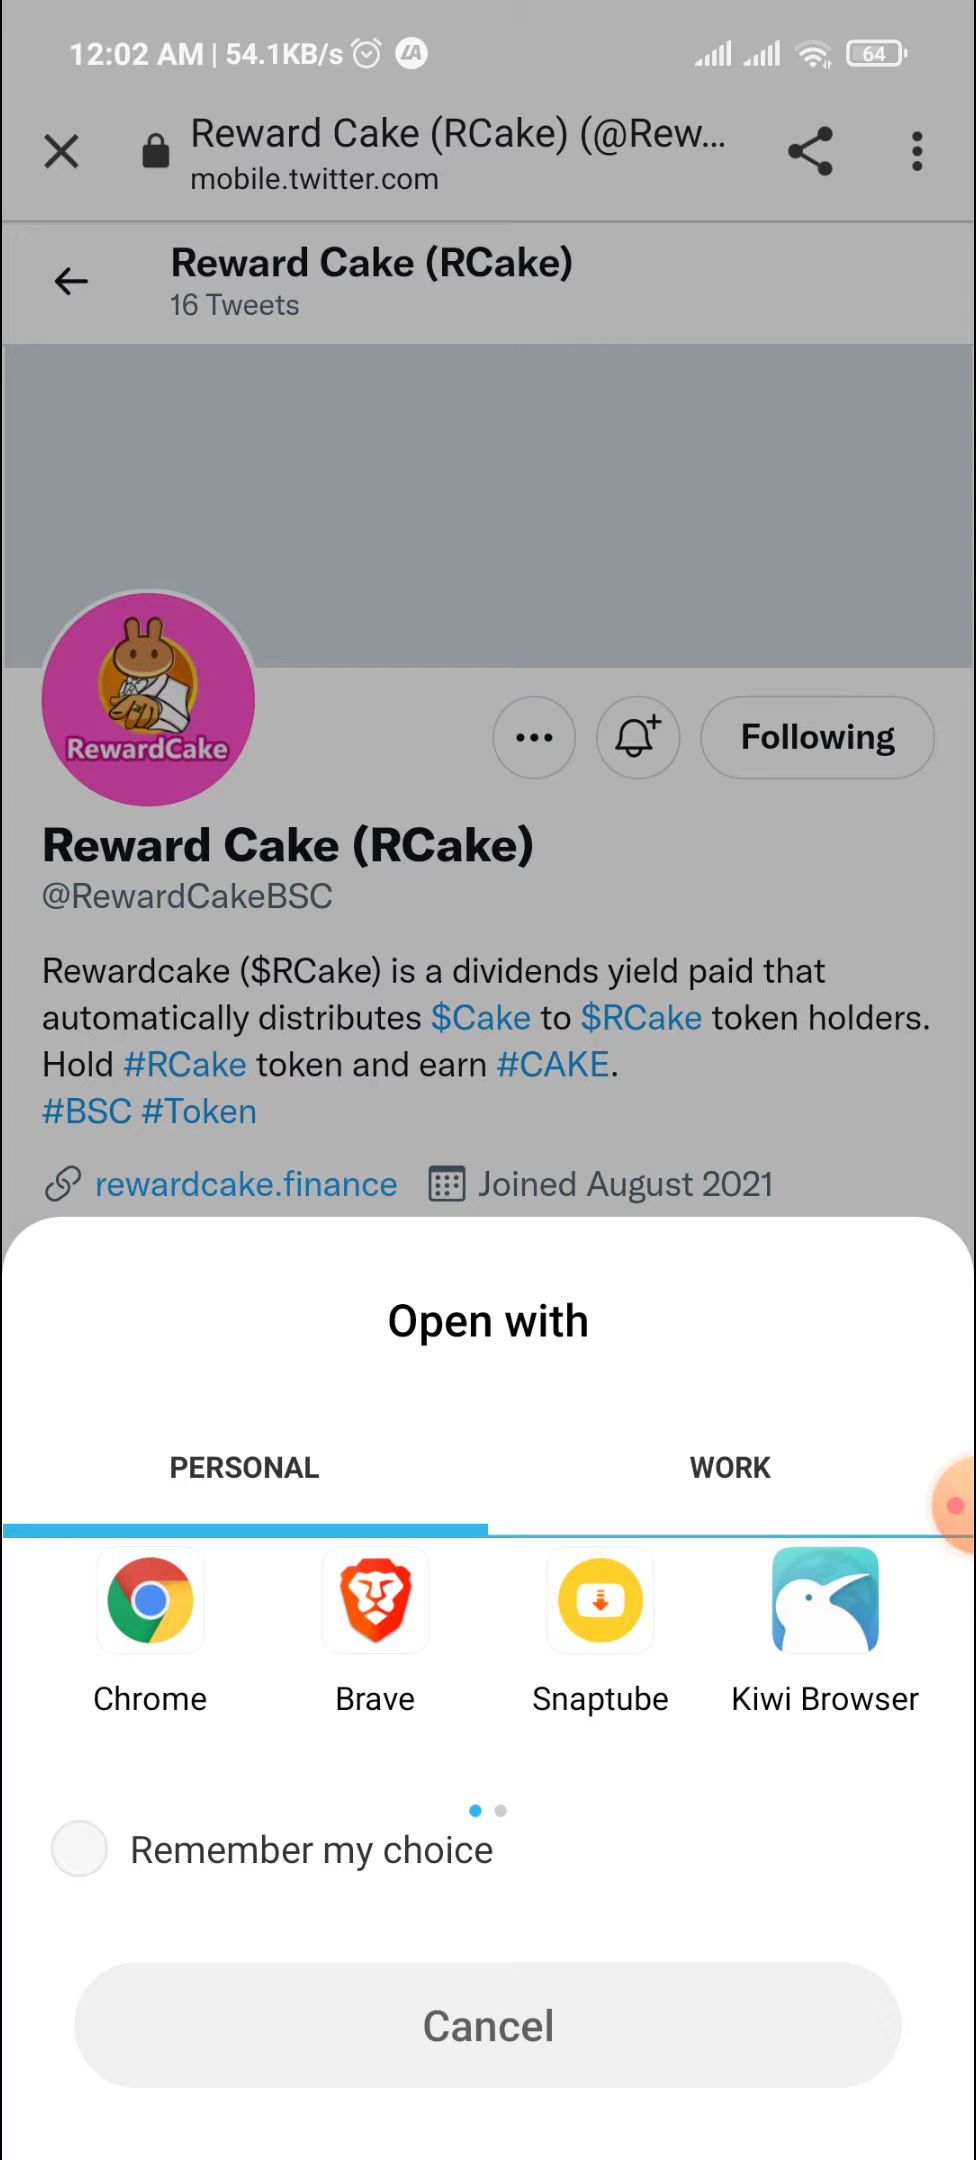 12:02 AM | 54.1KB/s
64
Reward Cake (RCake) (@Rew...
mobile.twitter.com
Reward Cake (RCake)
16 Tweets
RewardCake
Following
Reward Cake (RCake)
@RewardCakeBSC
Rewardcake ($RCake) is a dividends yield paid that
automatically distributes $Cake to $RCake token holders.
Hold #RCake token and earn #CAKE.
#BSC #Token
rewardcake.finance Joined August 2021
Open with
PERSONAL WORK
Chrome Brave Snaptube Kiwi Browser
Remember my choice
Cancel